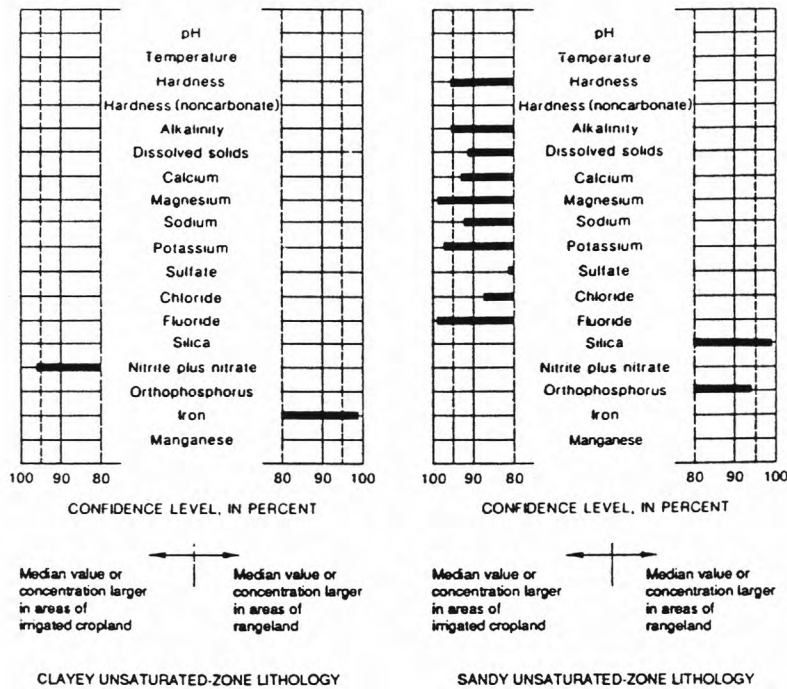 pH
Temperature
Hardness
Hardness (noncarbonate)
Alkalinity
Dissolved solids
Calcium
Magnesium
Sodium
Potassium
Sulfate
Chloride
Fluoride
Silica
Nitrite plus nitrate
Orthophosphorus
Iron
Manganese
100 90 80 80 90 100
CONFIDENCE LEVEL, IN PERCENT
Median value or
concentration larger
in areas of
irrigated cropland
Median value or
concentration larger
in areas of
rangeland
CLAYEY UNSATURATED-ZONE LITHOLOGY
pH
Temperature
Hardness
Hardness (noncarbonate)
Alkalinity
Dissolved solids
Calcium
Magnesium
Sodium
Potassium
Sulfate
Chloride
Fluoride
Silica
Nitrite plus nitrate
Orthophosphorus
Iron
Manganese
100 90 80 80 90 100
CONFIDENCE LEVEL, IN PERCENT
Median value or
concentration larger
in areas of
irrigated cropland
Median value or
concentration larger
in areas of
rangeland
SANDY UNSATURATED-ZONE LITHOLOGY